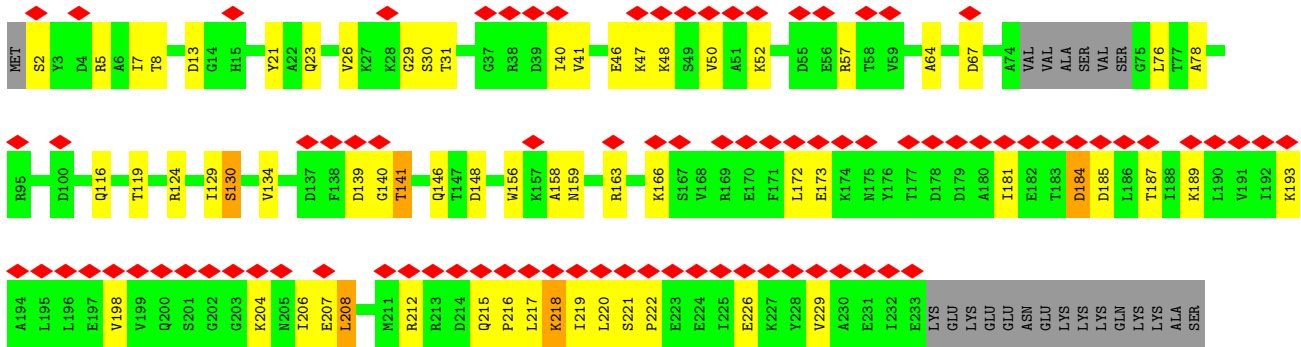 MET S2 Y3 D4 R5 A6 I7 T8 D13 G14 H15 Y21 A22 Q23 V26 K27 K28 G29 S30 T31 G37 R38 D39 I40 V41 E46 K47 K48 S49 V50 A51 K52 D55 E56 R57 T58 V59 A64 D67 A74 VAL VAL ALA SER VAL SER G75 L76 T77 A78
R95 D100 Q116 T119 R124 I129 S130 V134 D137 F138 D139 G140 T141 Q146 T147 D148 W156 K157 A158 N159 R163 K166 S167 V168 R169 E170 F171 L172 E173 K174 N175 Y176 T177 D178 D179 A180 I181 E182 T183 D184 D185 L186 T187 I188 K189 L190 V191 I192 K193
A194 L195 L196 E197 V198 V199 Q200 S201 G202 G203 K204 N205 I206 E207 L208 M211 R212 R213 D214 Q215 P216 L217 K218 I219 L220 S221 P222 E223 E224 I225 E226 K227 Y228 V229 A230 E231 I232 E233 LYS GLU LYS GLU GLU ASN GLU LYS LYS LYS GLN LYS LYS ALA SER